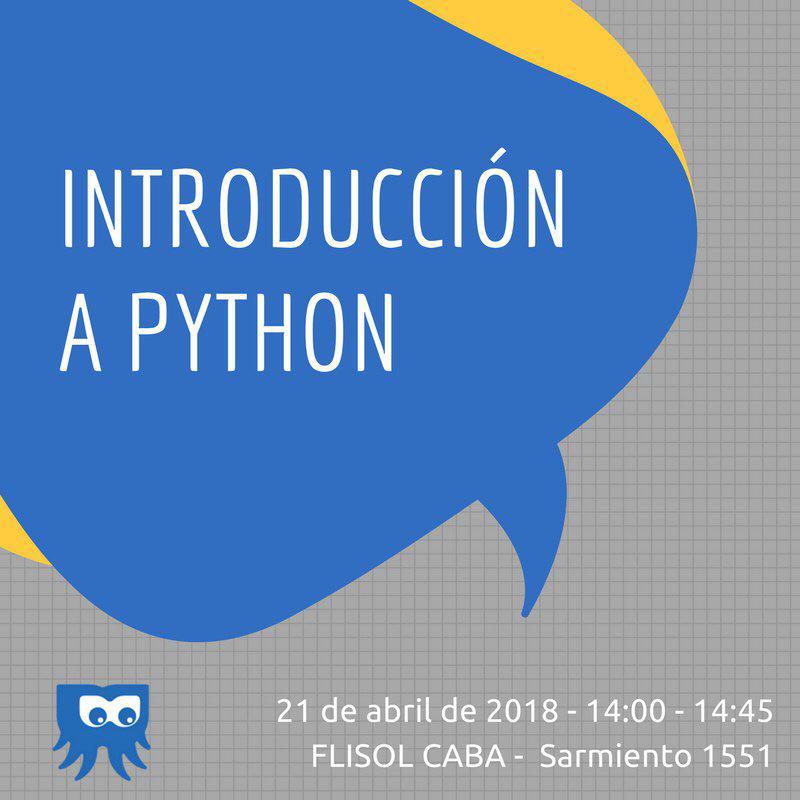 INTRODUCCIÓN
A PYTHON
21 de abril de 2018 - 14:00 - 14:45
FLISOL CABA - Sarmiento 1551